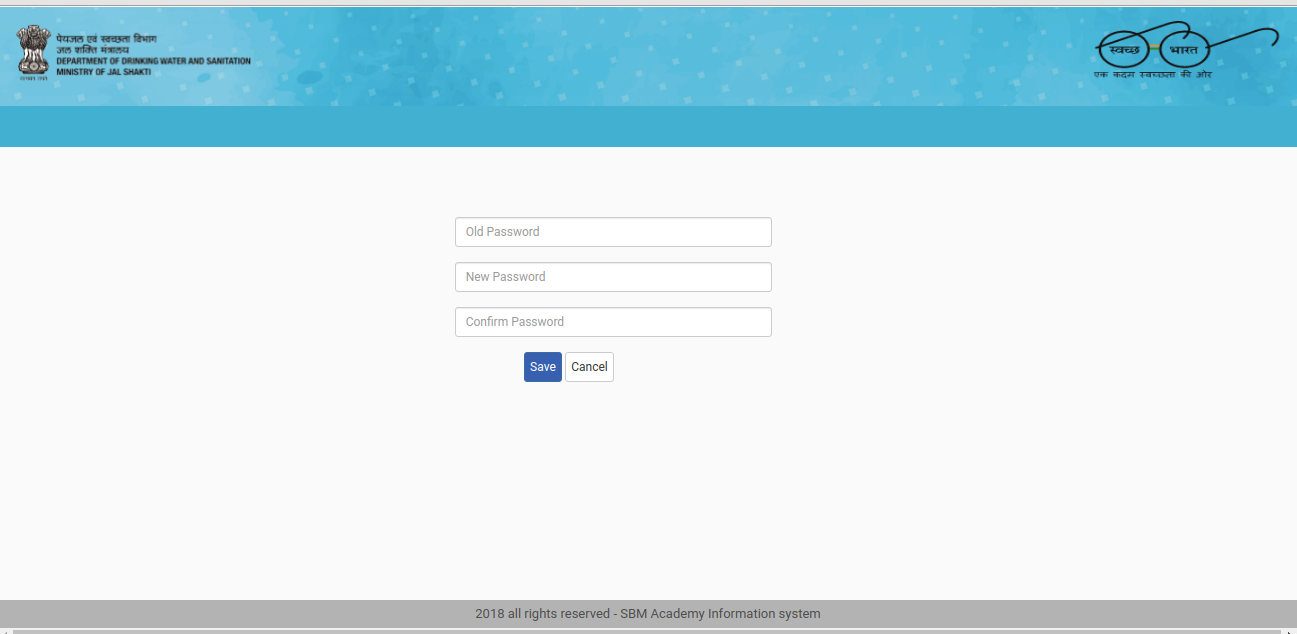 पेयजल एवं स्वच्छता विभाग
जल शक्ति मंत्रालय
DEPARTMENT OF DRINKING WATER AND SANITATION
MINISTRY OF JAL SHAKTI
स्वच्छ भारत
एक कदम स्वच्छता की ओर
Old Password
New Password
Confirm Password
Save Cancel
2018 all rights reserved - SBM Academy Information system